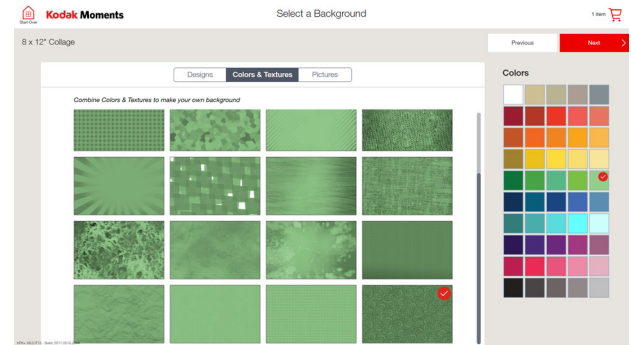 Kodak Moments
Start Over
Select a Background
1 item
8 x 12" Collage
Previous
Next
Designs
Colors & Textures
Pictures
Colors
Combine Colors & Textures to make your own background